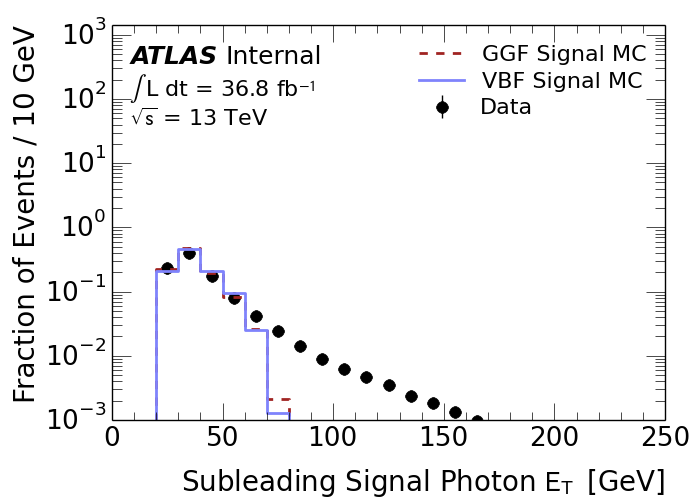 10³
10²
10¹
10⁰
10⁻¹
10⁻²
10⁻³
Fraction of Events / 10 GeV
ATLAS Internal
∫L dt = 36.8 fb⁻¹
√s = 13 TeV
GGF Signal MC
VBF Signal MC
Data
0 50 100 150 200 250
Subleading Signal Photon E_T [GeV]